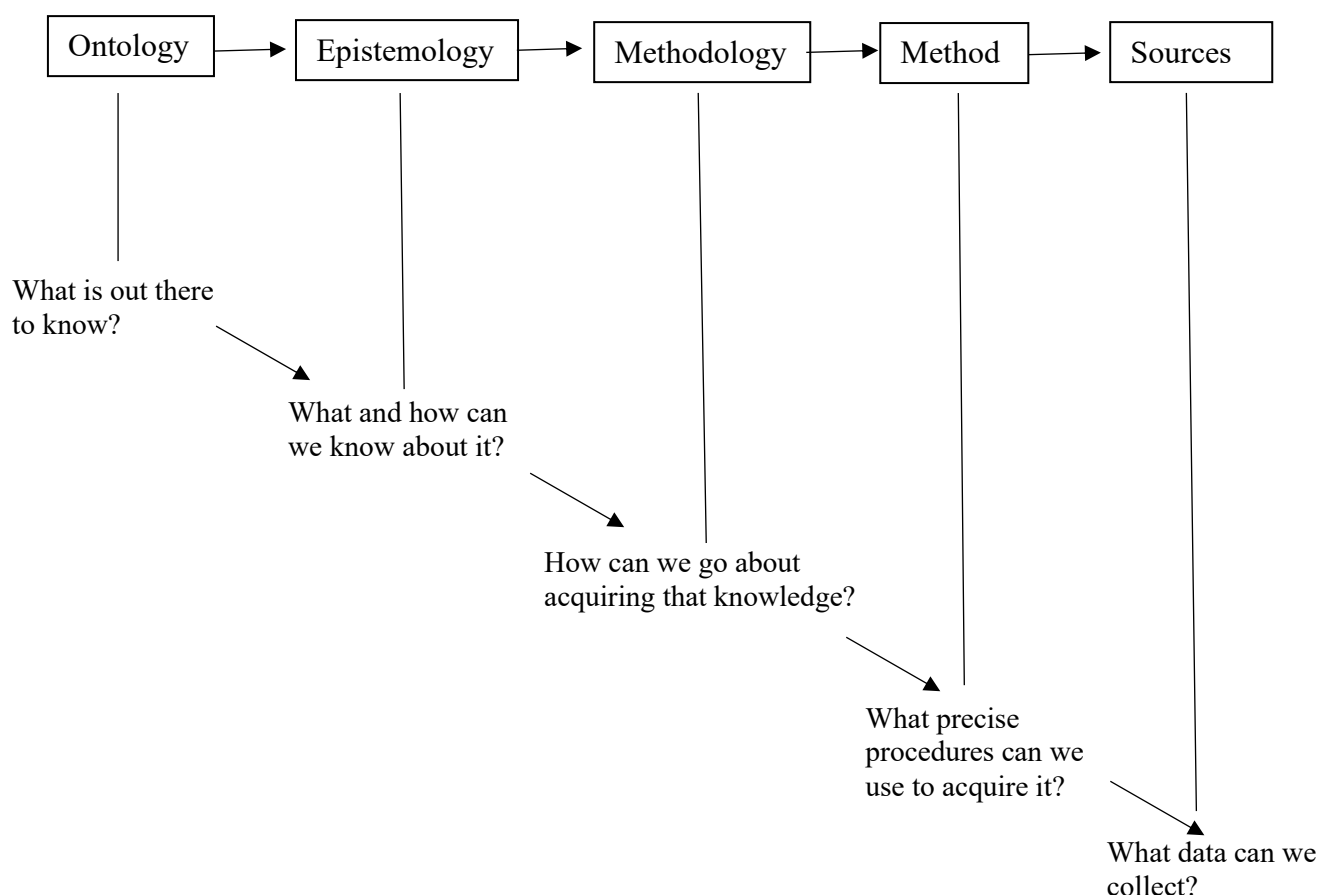 Ontology
Epistemology
Methodology
Method
Sources
What is out there
to know?
What and how can
we know about it?
How can we go about
acquiring that knowledge?
What precise
procedures can we
use to acquire it?
What data can we
collect?